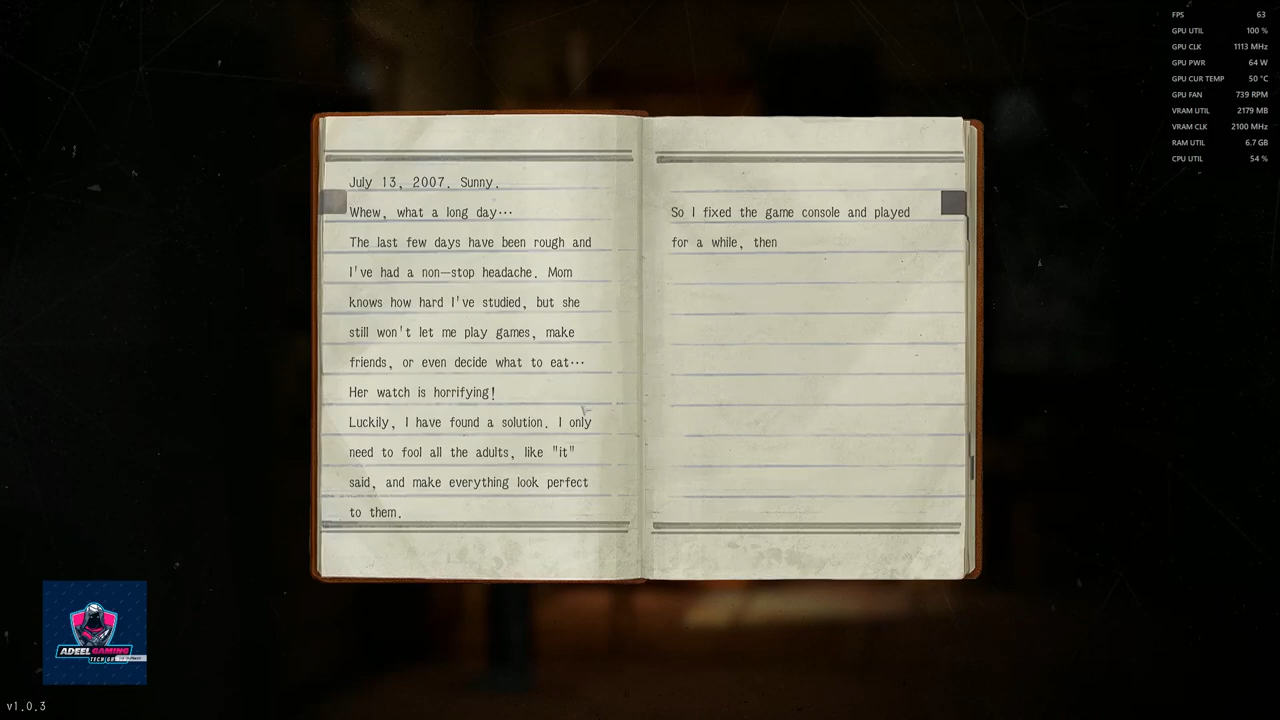 July 13, 2007. Sunny.
Whew, what a long day···
The last few days have been rough and
I've had a non—stop headache. Mom
knows how hard I've studied, but she
still won't let me play games, make
friends, or even decide what to eat···
Her watch is horrifying!
Luckily, I have found a solution. I only
need to fool all the adults, like "it"
said, and make everything look perfect
to them.
So I fixed the game console and played
for a while, then
FPS 63
GPU UTIL 100 %
GPU CLK 1113 MHz
GPU PWR 64 W
GPU CUR TEMP 50 °C
GPU FAN 739 RPM
VRAM UTIL 2179 MB
VRAM CLK 2100 MHz
RAM UTIL 6.7 GB
CPU UTIL 54 %
ADEEL GAMING
v1.0.3